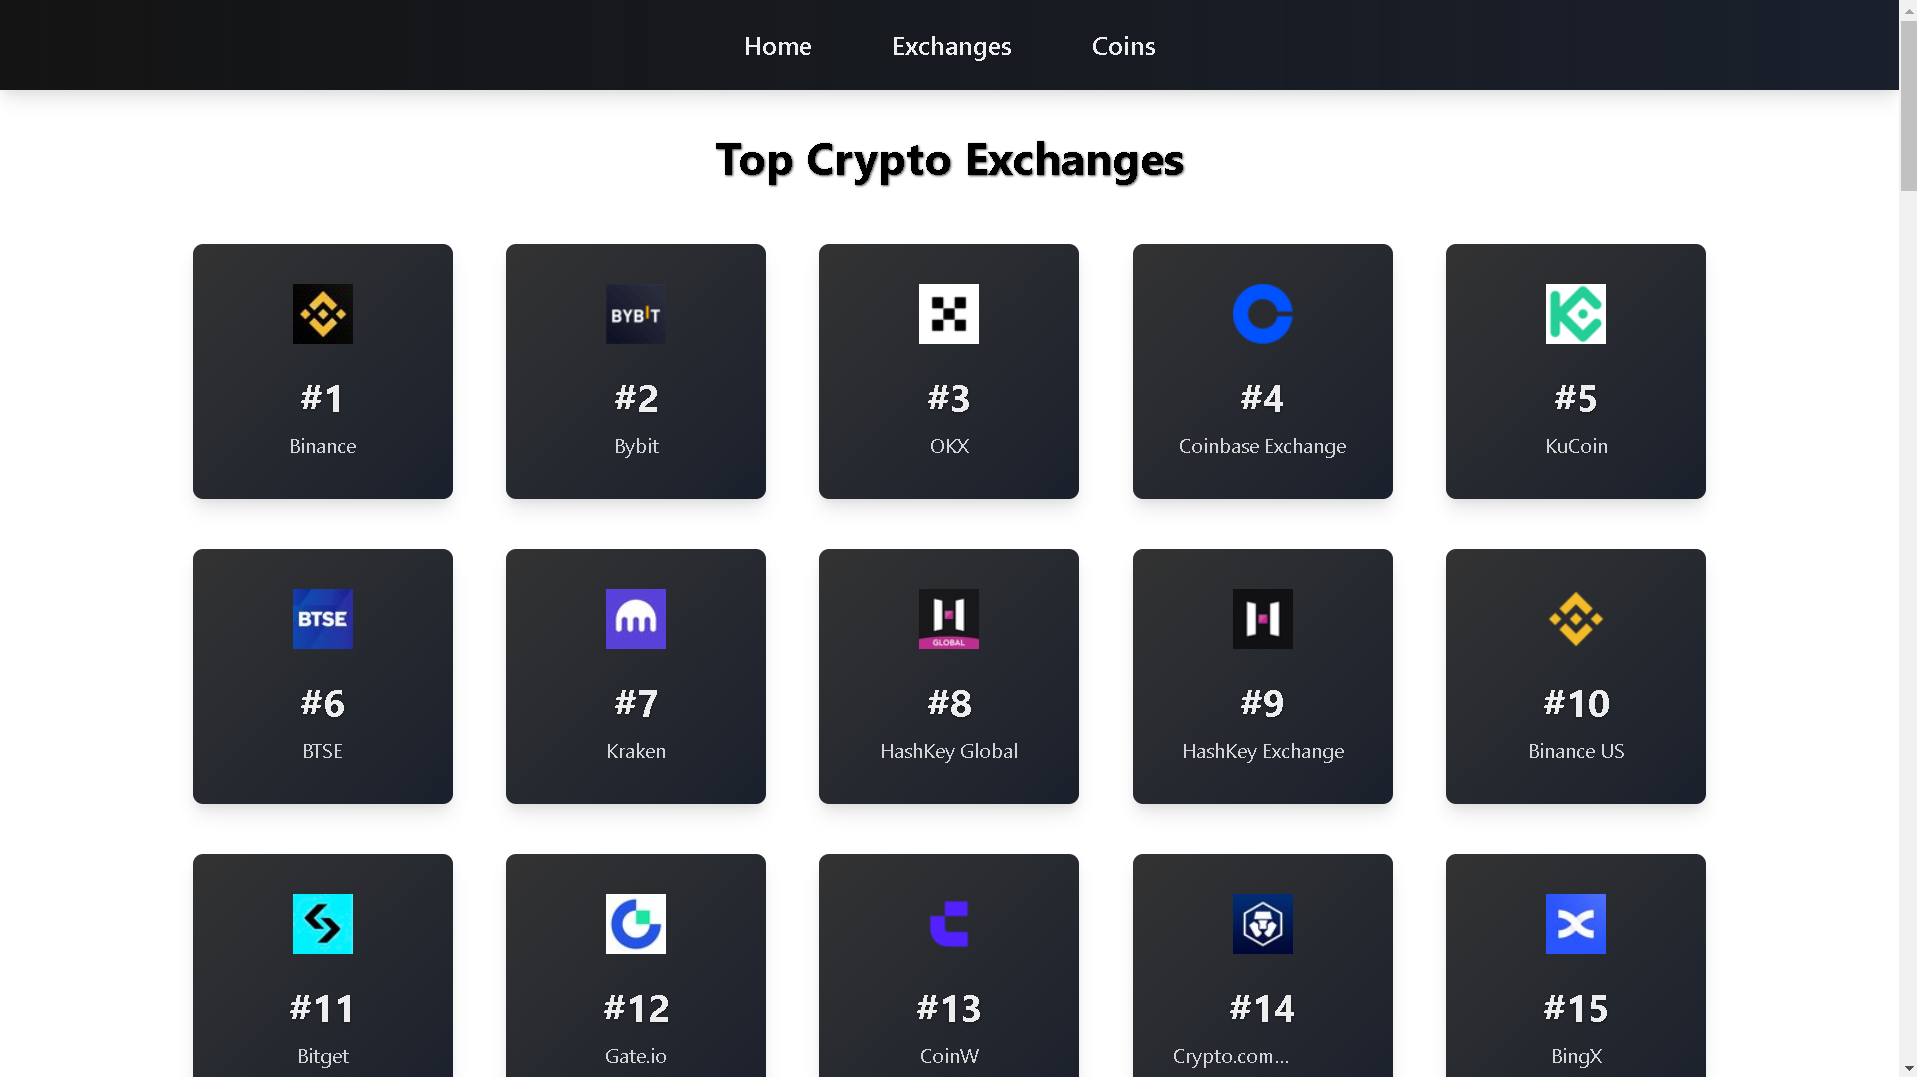 Home Exchanges Coins
Top Crypto Exchanges
BYBIT
#1 #2 #3 #4 #5
Binance Bybit OKX Coinbase Exchange KuCoin
BTSE GLOBAL
#6 #7 #8 #9 #10
BTSE Kraken HashKey Global HashKey Exchange Binance US
#11 #12 #13 #14 #15
Bitget Gate.io CoinW Crypto.com... BingX